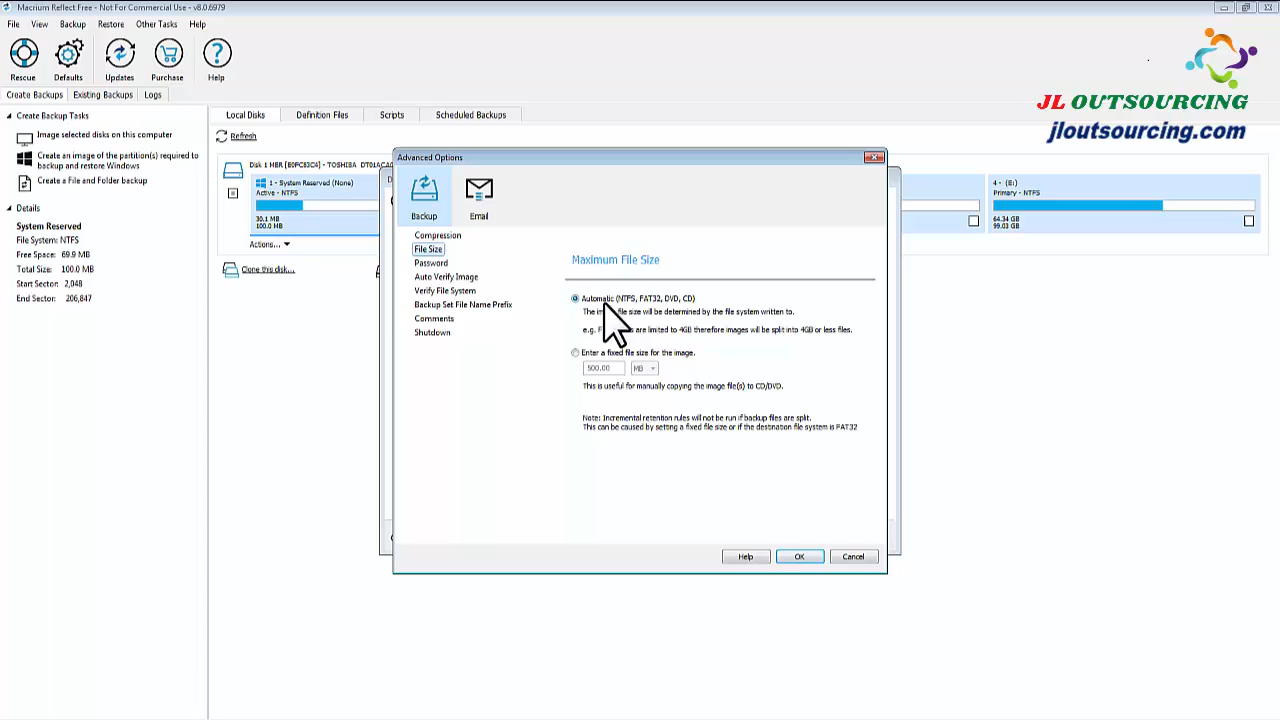 Macrium Reflect Free - Not For Commercial Use - v8.0.6979
File View Backup Restore Other Tasks Help
Rescue Defaults Updates Purchase Help
JL OUTSOURCING
jloutsourcing.com
Create Backups Existing Backups Logs
Create Backup Tasks
Image selected disks on this computer
Create an image of the partition(s) required to
backup and restore Windows
Create a File and Folder backup
Details
System Reserved
File System: NTFS
Free Space: 69.9 MB
Total Size: 100.0 MB
Start Sector: 2,048
End Sector: 206,847
Local Disks Definition Files Scripts Scheduled Backups
Refresh
Disk 1 MBR [E0FC83C4] - TOSHIBA DT01ACA0
1 - System Reserved (None)
Active - NTFS
30.1 MB
100.0 MB
Actions...
Clone this disk...
4 - (E:)
Primary - NTFS
64.34 GB
99.03 GB
Advanced Options
Backup Email
Compression
File Size
Password
Auto Verify Image
Verify File System
Backup Set File Name Prefix
Comments
Shutdown
Maximum File Size
Automatic (NTFS, FAT32, DVD, CD)
The file size will be determined by the file system written to.
e.g. are limited to 4GB therefore images will be split into 4GB or less files.
Enter a fixed file size for the image.
500.00 MB
This is useful for manually copying the image file(s) to CD/DVD.
Note: Incremental retention rules will not be run if backup files are split.
This can be caused by setting a fixed file size or if the destination file system is FAT32
Help OK Cancel